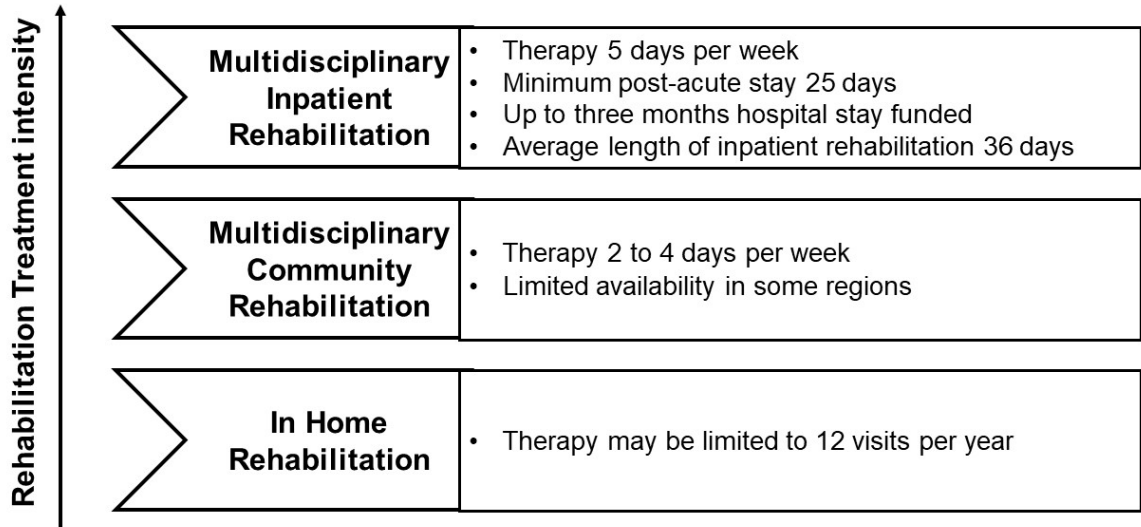 Rehabilitation Treatment intensity
Multidisciplinary
Inpatient
Rehabilitation
• Therapy 5 days per week
• Minimum post-acute stay 25 days
• Up to three months hospital stay funded
• Average length of inpatient rehabilitation 36 days
Multidisciplinary
Community
Rehabilitation
• Therapy 2 to 4 days per week
• Limited availability in some regions
In Home
Rehabilitation
• Therapy may be limited to 12 visits per year